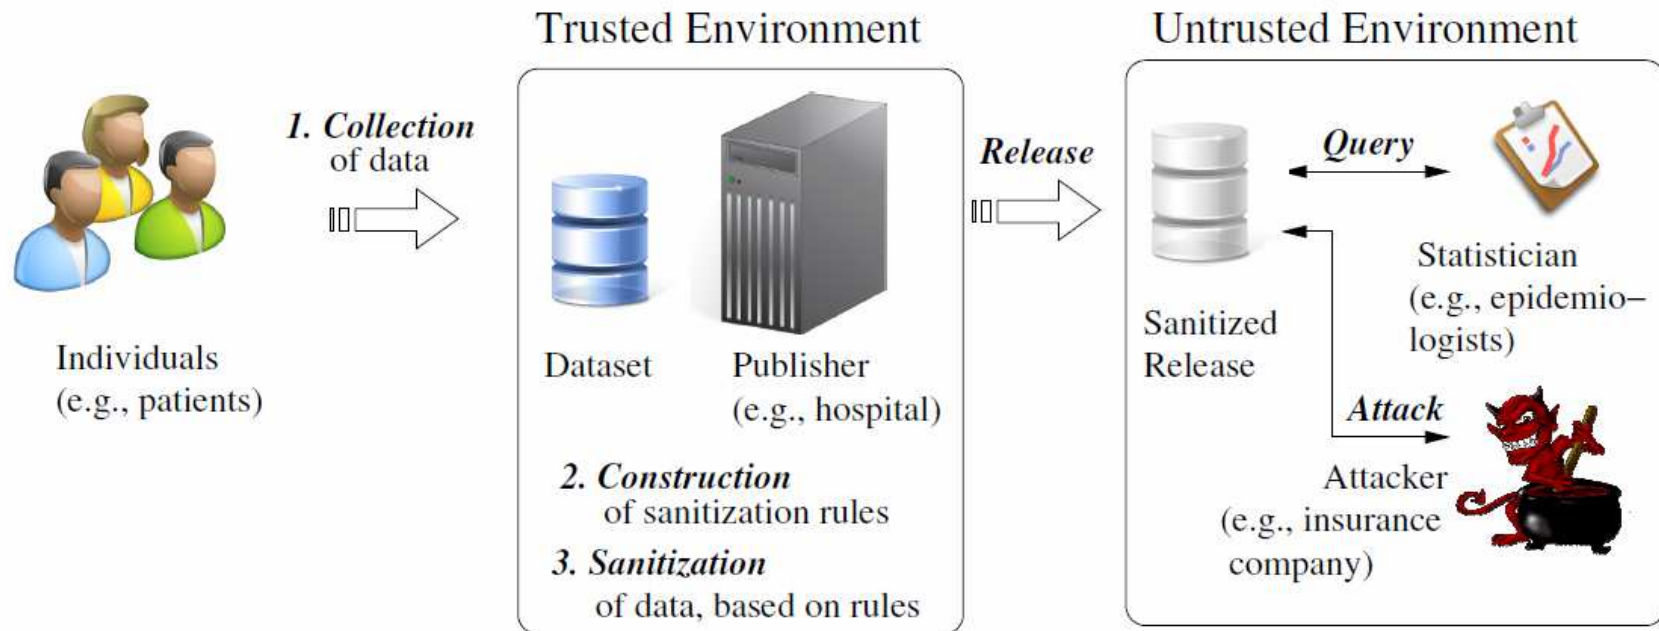 Trusted Environment
Untrusted Environment
1. Collection
of data
Individuals
(e.g., patients)
Dataset
Publisher
(e.g., hospital)
2. Construction
of sanitization rules
3. Sanitization
of data, based on rules
Release
Sanitized
Release
Query
Statistician
(e.g., epidemio–
logists)
Attack
Attacker
(e.g., insurance
company)